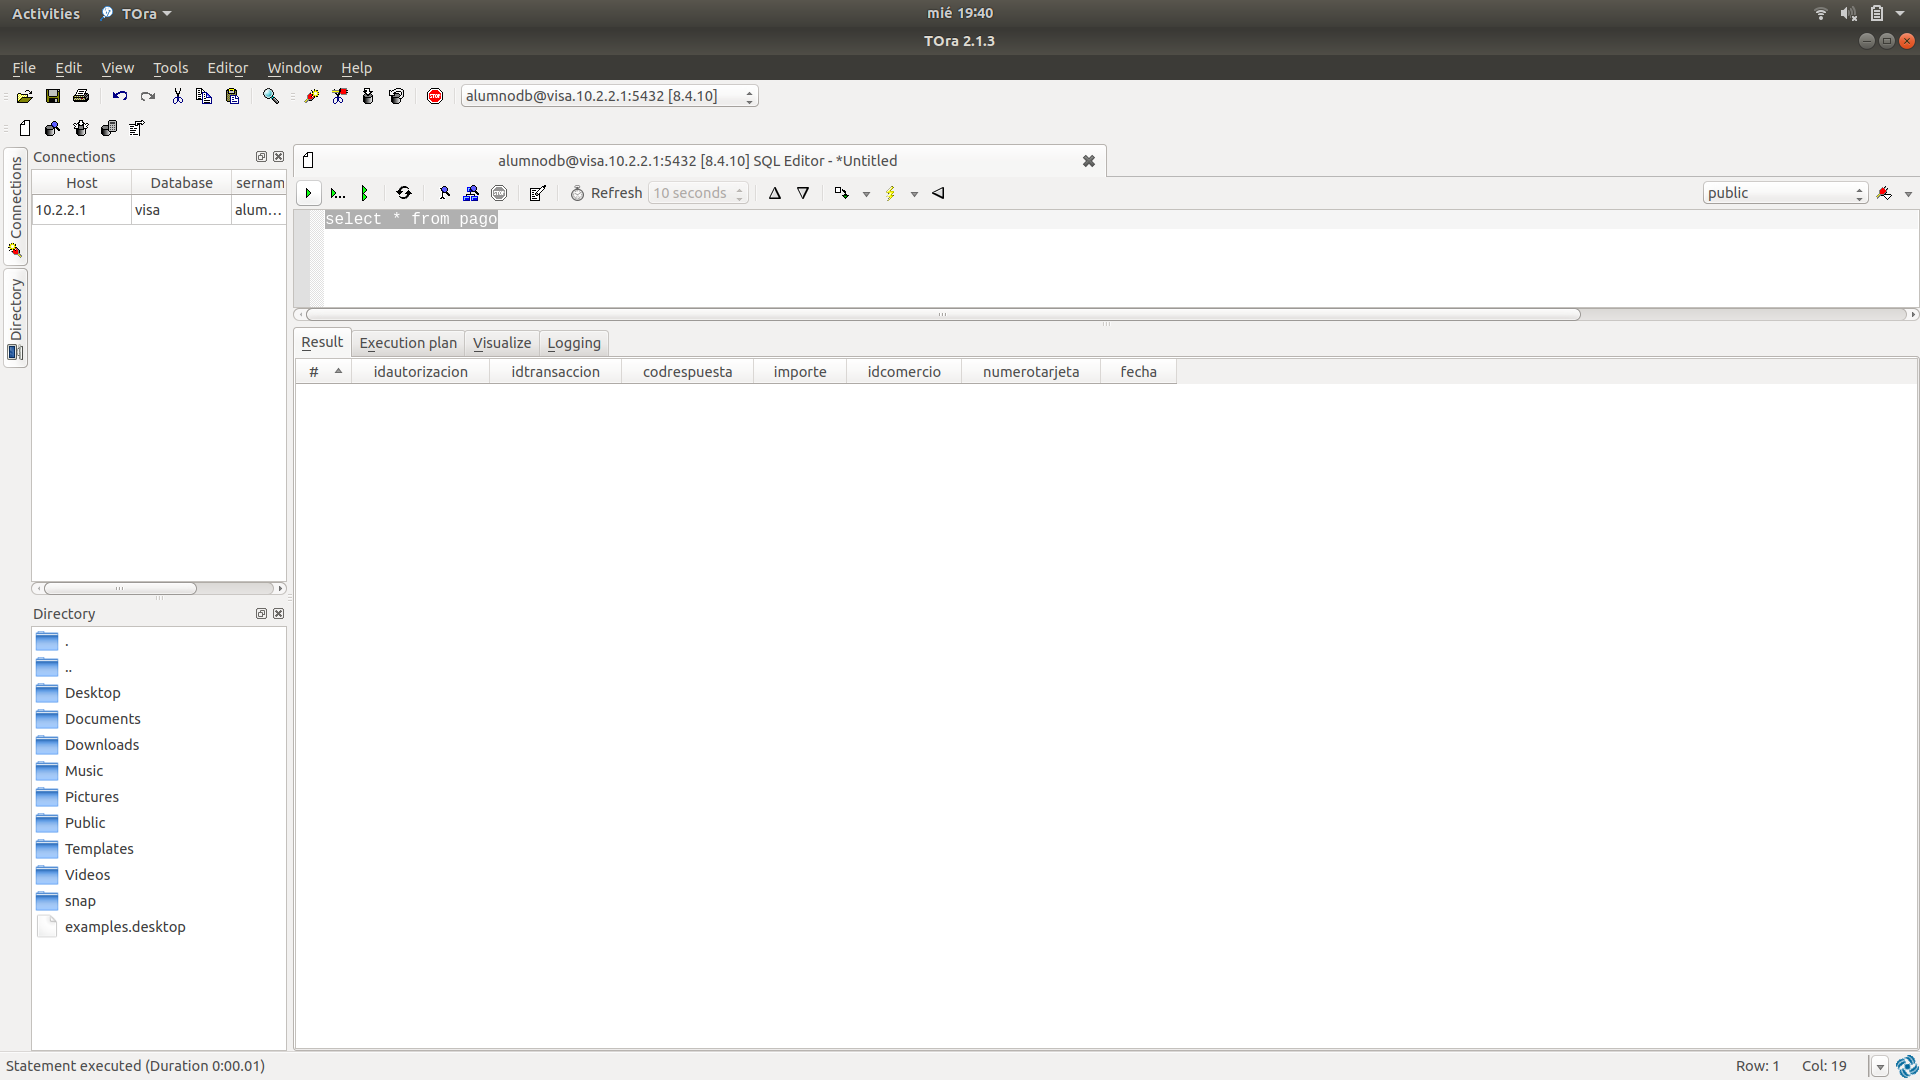 Activities TOra mié 19:40
TOra 2.1.3
File Edit View Tools Editor Window Help
STOP alumnodb@visa.10.2.2.1:5432 [8.4.10]
Connections
Directory
Connections
Host Database sernam
10.2.2.1 visa alum...
Directory
.
..
Desktop
Documents
Downloads
Music
Pictures
Public
Templates
Videos
snap
examples.desktop
alumnodb@visa.10.2.2.1:5432 [8.4.10] SQL Editor - *Untitled
Refresh 10 seconds public
select * from pago
Result Execution plan Visualize Logging
# idautorizacion idtransaccion codrespuesta importe idcomercio numerotarjeta fecha
Statement executed (Duration 0:00.01) Row: 1 Col: 19